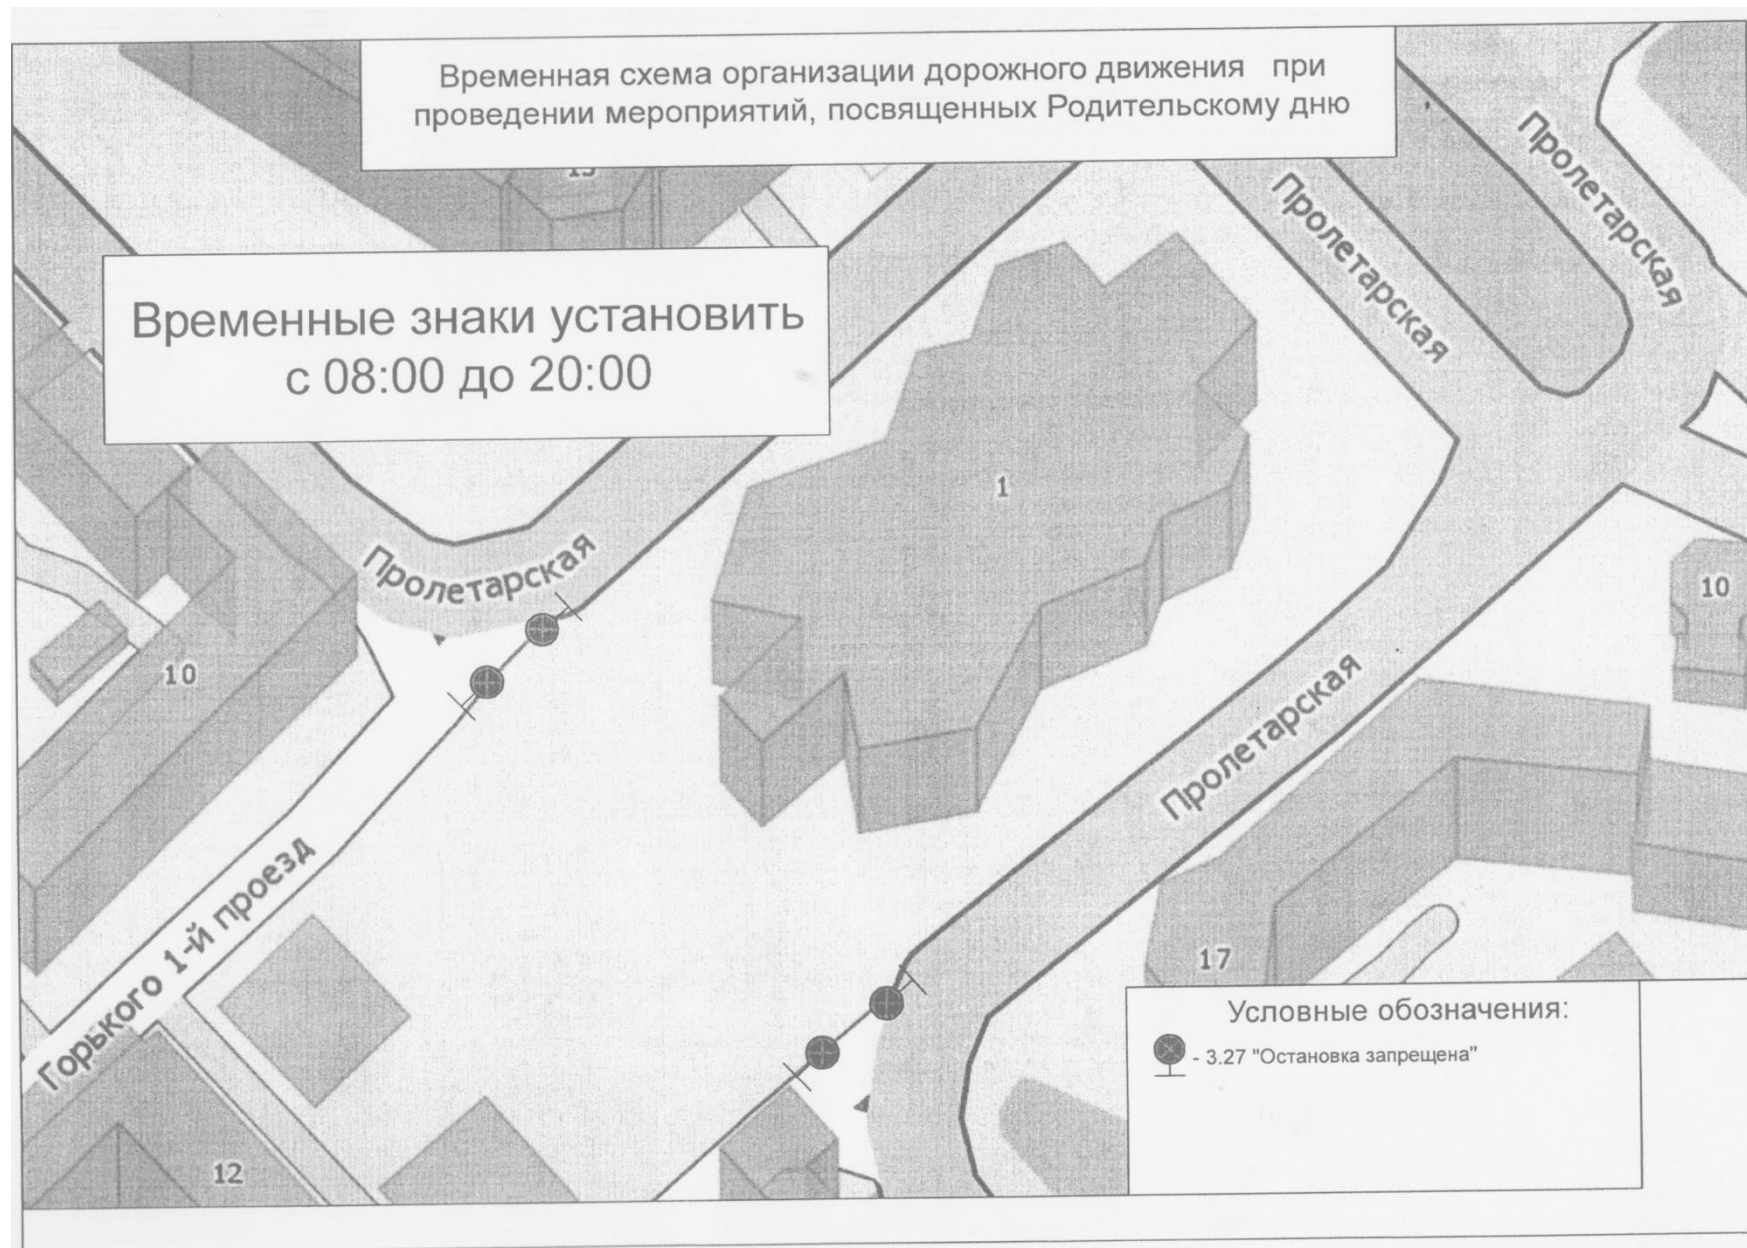 Временная схема организации дорожного движения при
проведении мероприятий, посвященных Родительскому дню
Пролетарская
Пролетарская
Временные знаки установить
с 08:00 до 20:00
1
Пролетарская
10
10
Пролетарская
Горького 1-й проезд
17
Условные обозначения:
- 3.27 "Остановка запрещена"
12